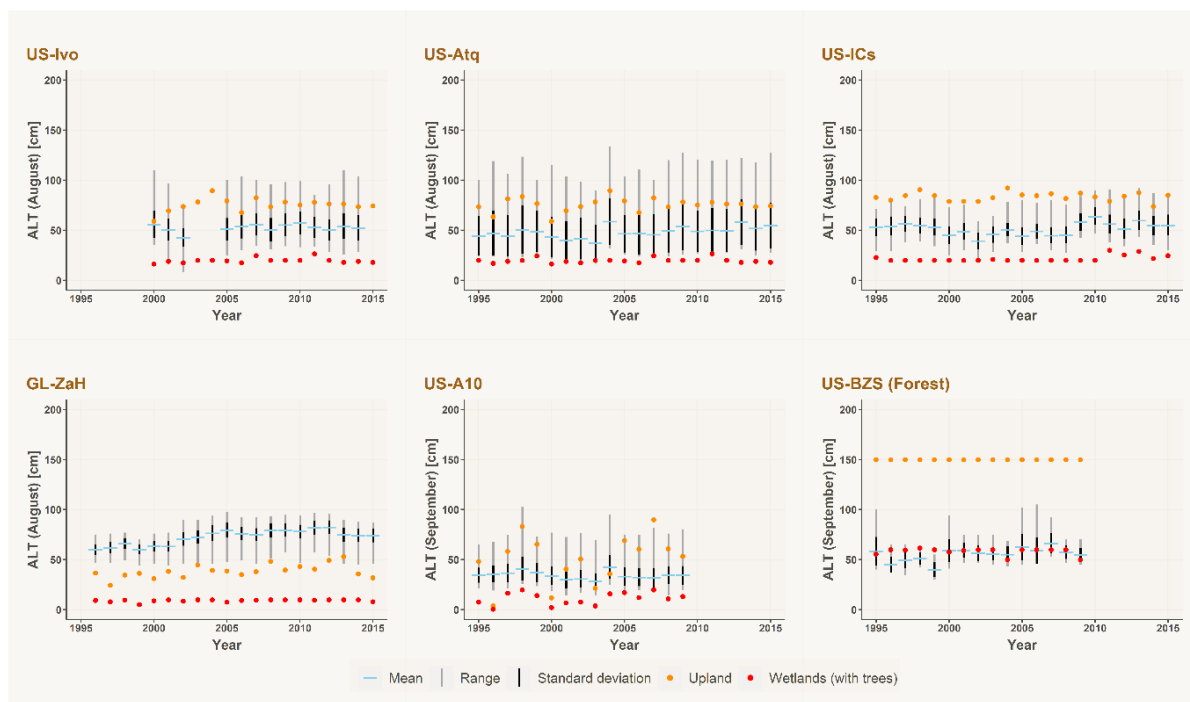 US-Ivo
US-Atq
US-ICs
ALT (August) [cm]
200
150
100
50
0
1995 2000 2005 2010 2015
Year
ALT (August) [cm]
200
150
100
50
0
1995 2000 2005 2010 2015
Year
ALT (August) [cm]
200
150
100
50
0
1995 2000 2005 2010 2015
Year
GL-ZaH
US-A10
US-BZS (Forest)
ALT (August) [cm]
200
150
100
50
0
1995 2000 2005 2010 2015
Year
ALT (September) [cm]
200
150
100
50
0
1995 2000 2005 2010 2015
Year
ALT (September) [cm]
200
150
100
50
0
1995 2000 2005 2010 2015
Year
Mean Range Standard deviation Upland Wetlands (with trees)